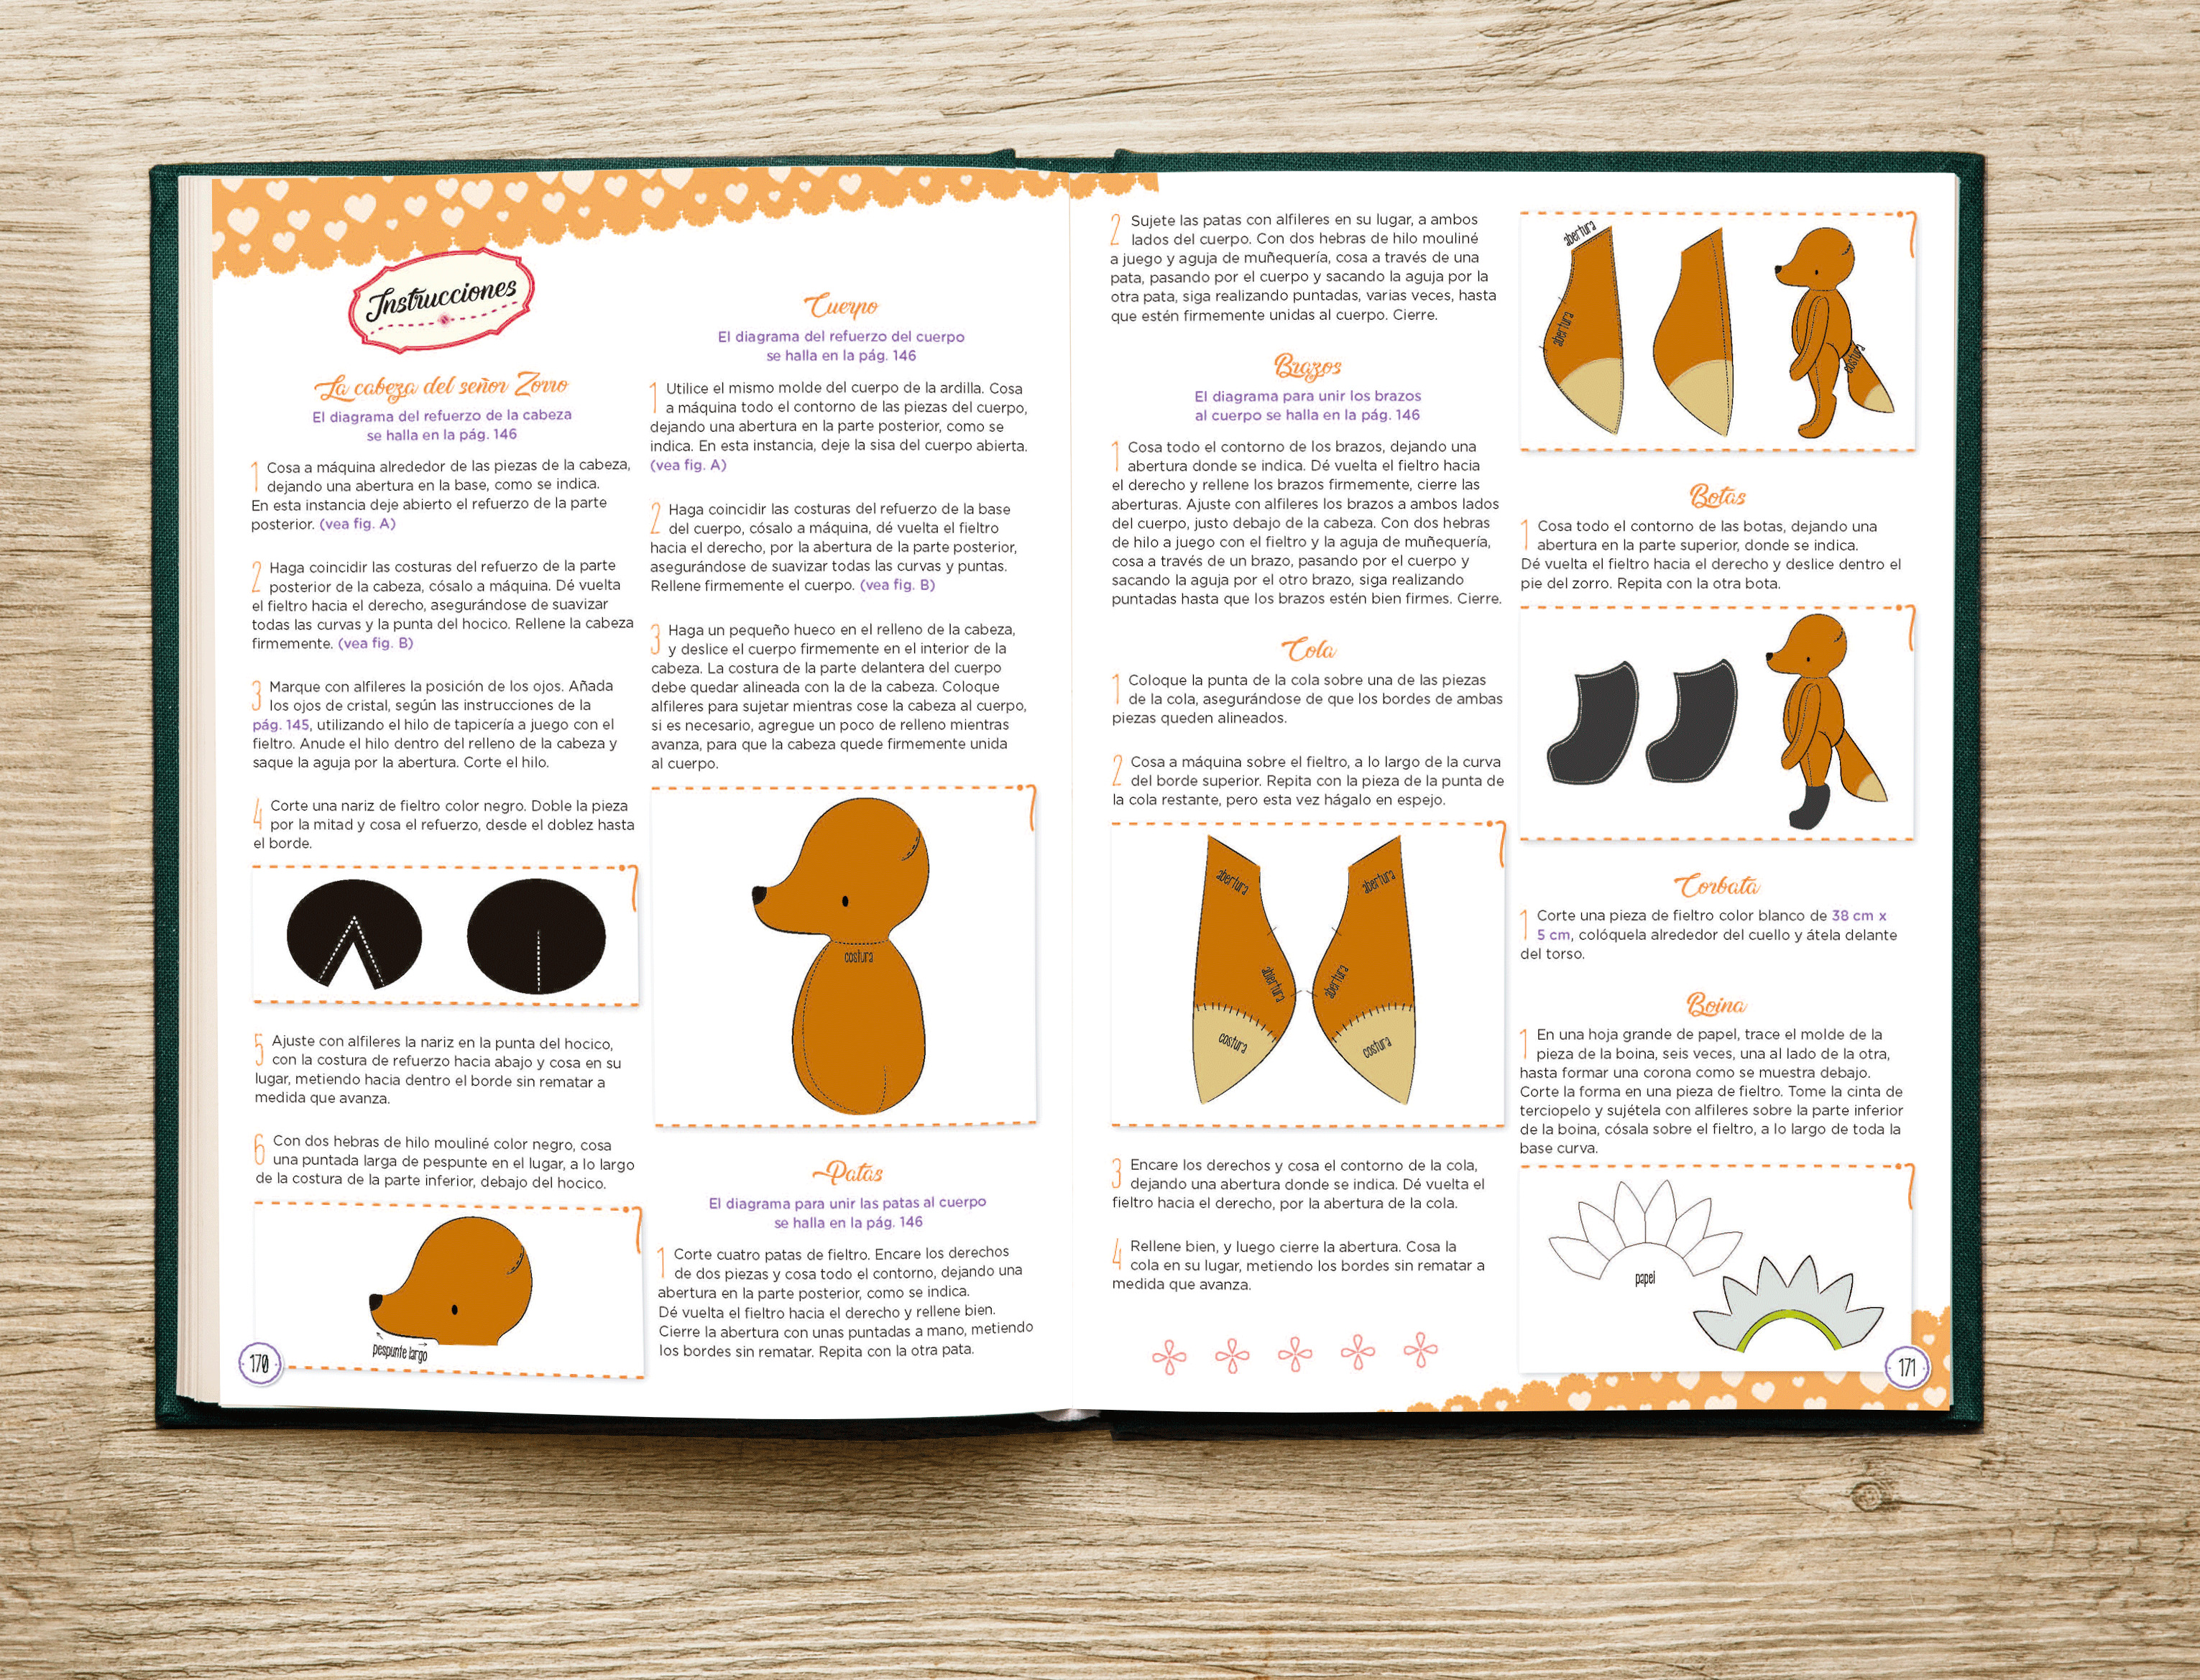 Instrucciones
La cabeza del señor Zorro
El diagrama del refuerzo de la cabeza
se halla en la pág. 146
1 Cosa a máquina alrededor de las piezas de la cabeza,
dejando una abertura en la base, como se indica.
En esta instancia deje abierto el refuerzo de la parte
posterior. (vea fig. A)
2 Haga coincidir las costuras del refuerzo de la parte
posterior de la cabeza, cósalo a máquina. Dé vuelta
el fieltro hacia el derecho, asegurándose de suavizar
todas las curvas y la punta del hocico. Rellene la cabeza
firmemente. (vea fig. B)
3 Marque con alfileres la posición de los ojos. Añada
los ojos de cristal, según las instrucciones de la
pág. 145, utilizando el hilo de tapicería a juego con el
fieltro. Anude el hilo dentro del relleno de la cabeza y
saque la aguja por la abertura. Corte el hilo.
4 Corte una nariz de fieltro color negro. Doble la pieza
por la mitad y cosa el refuerzo, desde el doblez hasta
el borde.
5 Ajuste con alfileres la nariz en la punta del hocico,
con la costura de refuerzo hacia abajo y cosa en su
lugar, metiendo hacia dentro el borde sin rematar a
medida que avanza.
6 Con dos hebras de hilo mouliné color negro, cosa
una puntada larga de pespunte en el lugar, a lo largo
de la costura de la parte inferior, debajo del hocico.
pespunte largo
170
Cuerpo
El diagrama del refuerzo del cuerpo
se halla en la pág. 146
1 Utilice el mismo molde del cuerpo de la ardilla. Cosa
a máquina todo el contorno de las piezas del cuerpo,
dejando una abertura en la parte posterior, como se
indica. En esta instancia, deje la sisa del cuerpo abierta.
(vea fig. A)
2 Haga coincidir las costuras del refuerzo de la base
del cuerpo, cósalo a máquina, dé vuelta el fieltro
hacia el derecho, por la abertura de la parte posterior,
asegurándose de suavizar todas las curvas y puntas.
Rellene firmemente el cuerpo. (vea fig. B)
3 Haga un pequeño hueco en el relleno de la cabeza,
y deslice el cuerpo firmemente en el interior de la
cabeza. La costura de la parte delantera del cuerpo
debe quedar alineada con la de la cabeza. Coloque
alfileres para sujetar mientras cose la cabeza al cuerpo,
si es necesario, agregue un poco de relleno mientras
avanza, para que la cabeza quede firmemente unida
al cuerpo.
costura
Patas
El diagrama para unir las patas al cuerpo
se halla en la pág. 146
1 Corte cuatro patas de fieltro. Encare los derechos
de dos piezas y cosa todo el contorno, dejando una
abertura en la parte posterior, como se indica.
Dé vuelta el fieltro hacia el derecho y rellene bien.
Cierre la abertura con unas puntadas a mano, metiendo
los bordes sin rematar. Repita con la otra pata.
2 Sujete las patas con alfileres en su lugar, a ambos
lados del cuerpo. Con dos hebras de hilo mouliné
a juego y aguja de muñequería, cosa a través de una
pata, pasando por el cuerpo y sacando la aguja por la
otra pata, siga realizando puntadas, varias veces, hasta
que estén firmemente unidas al cuerpo. Cierre.
Brazos
El diagrama para unir los brazos
al cuerpo se halla en la pág. 146
1 Cosa todo el contorno de los brazos, dejando una
abertura donde se indica. Dé vuelta el fieltro hacia
el derecho y rellene los brazos firmemente, cierre las
aberturas. Ajuste con alfileres los brazos a ambos lados
del cuerpo, justo debajo de la cabeza. Con dos hebras
de hilo a juego con el fieltro y la aguja de muñequería,
cosa a través de un brazo, pasando por el cuerpo y
sacando la aguja por el otro brazo, siga realizando
puntadas hasta que los brazos estén bien firmes. Cierre.
Cola
1 Coloque la punta de la cola sobre una de las piezas
de la cola, asegurándose de que los bordes de ambas
piezas queden alineados.
2 Cosa a máquina sobre el fieltro, a lo largo de la curva
del borde superior. Repita con la pieza de la punta de
la cola restante, pero esta vez hágalo en espejo.
abertura
abertura
abertura
abertura
costura
costura
3 Encare los derechos y cosa el contorno de la cola,
dejando una abertura donde se indica. Dé vuelta el
fieltro hacia el derecho, por la abertura de la cola.
4 Rellene bien, y luego cierre la abertura. Cosa la
cola en su lugar, metiendo los bordes sin rematar a
medida que avanza.
abertura
abertura
costura
Botas
1 Cosa todo el contorno de las botas, dejando una
abertura en la parte superior, donde se indica.
Dé vuelta el fieltro hacia el derecho y deslice dentro el
pie del zorro. Repita con la otra bota.
Corbata
1 Corte una pieza de fieltro color blanco de 38 cm x
5 cm, colóquela alrededor del cuello y átela delante
del torso.
Boina
1 En una hoja grande de papel, trace el molde de la
pieza de la boina, seis veces, una al lado de la otra,
hasta formar una corona como se muestra debajo.
Corte la forma en una pieza de fieltro. Tome la cinta de
terciopelo y sujétela con alfileres sobre la parte inferior
de la boina, cósala sobre el fieltro, a lo largo de toda la
base curva.
papel
171